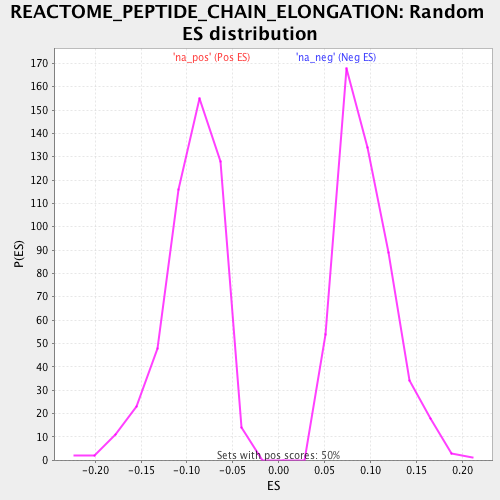 REACTOME_PEPTIDE_CHAIN_ELONGATION: Random
ES distribution
'na_pos' (Pos ES)
'na_neg' (Neg ES)
170
160
150
140
130
120
110
100
90
80
70
60
50
40
30
20
10
0
P(ES)
Sets with pos scores: 50%
-0.20 -0.15 -0.10 -0.05 0.00 0.05 0.10 0.15 0.20
ES